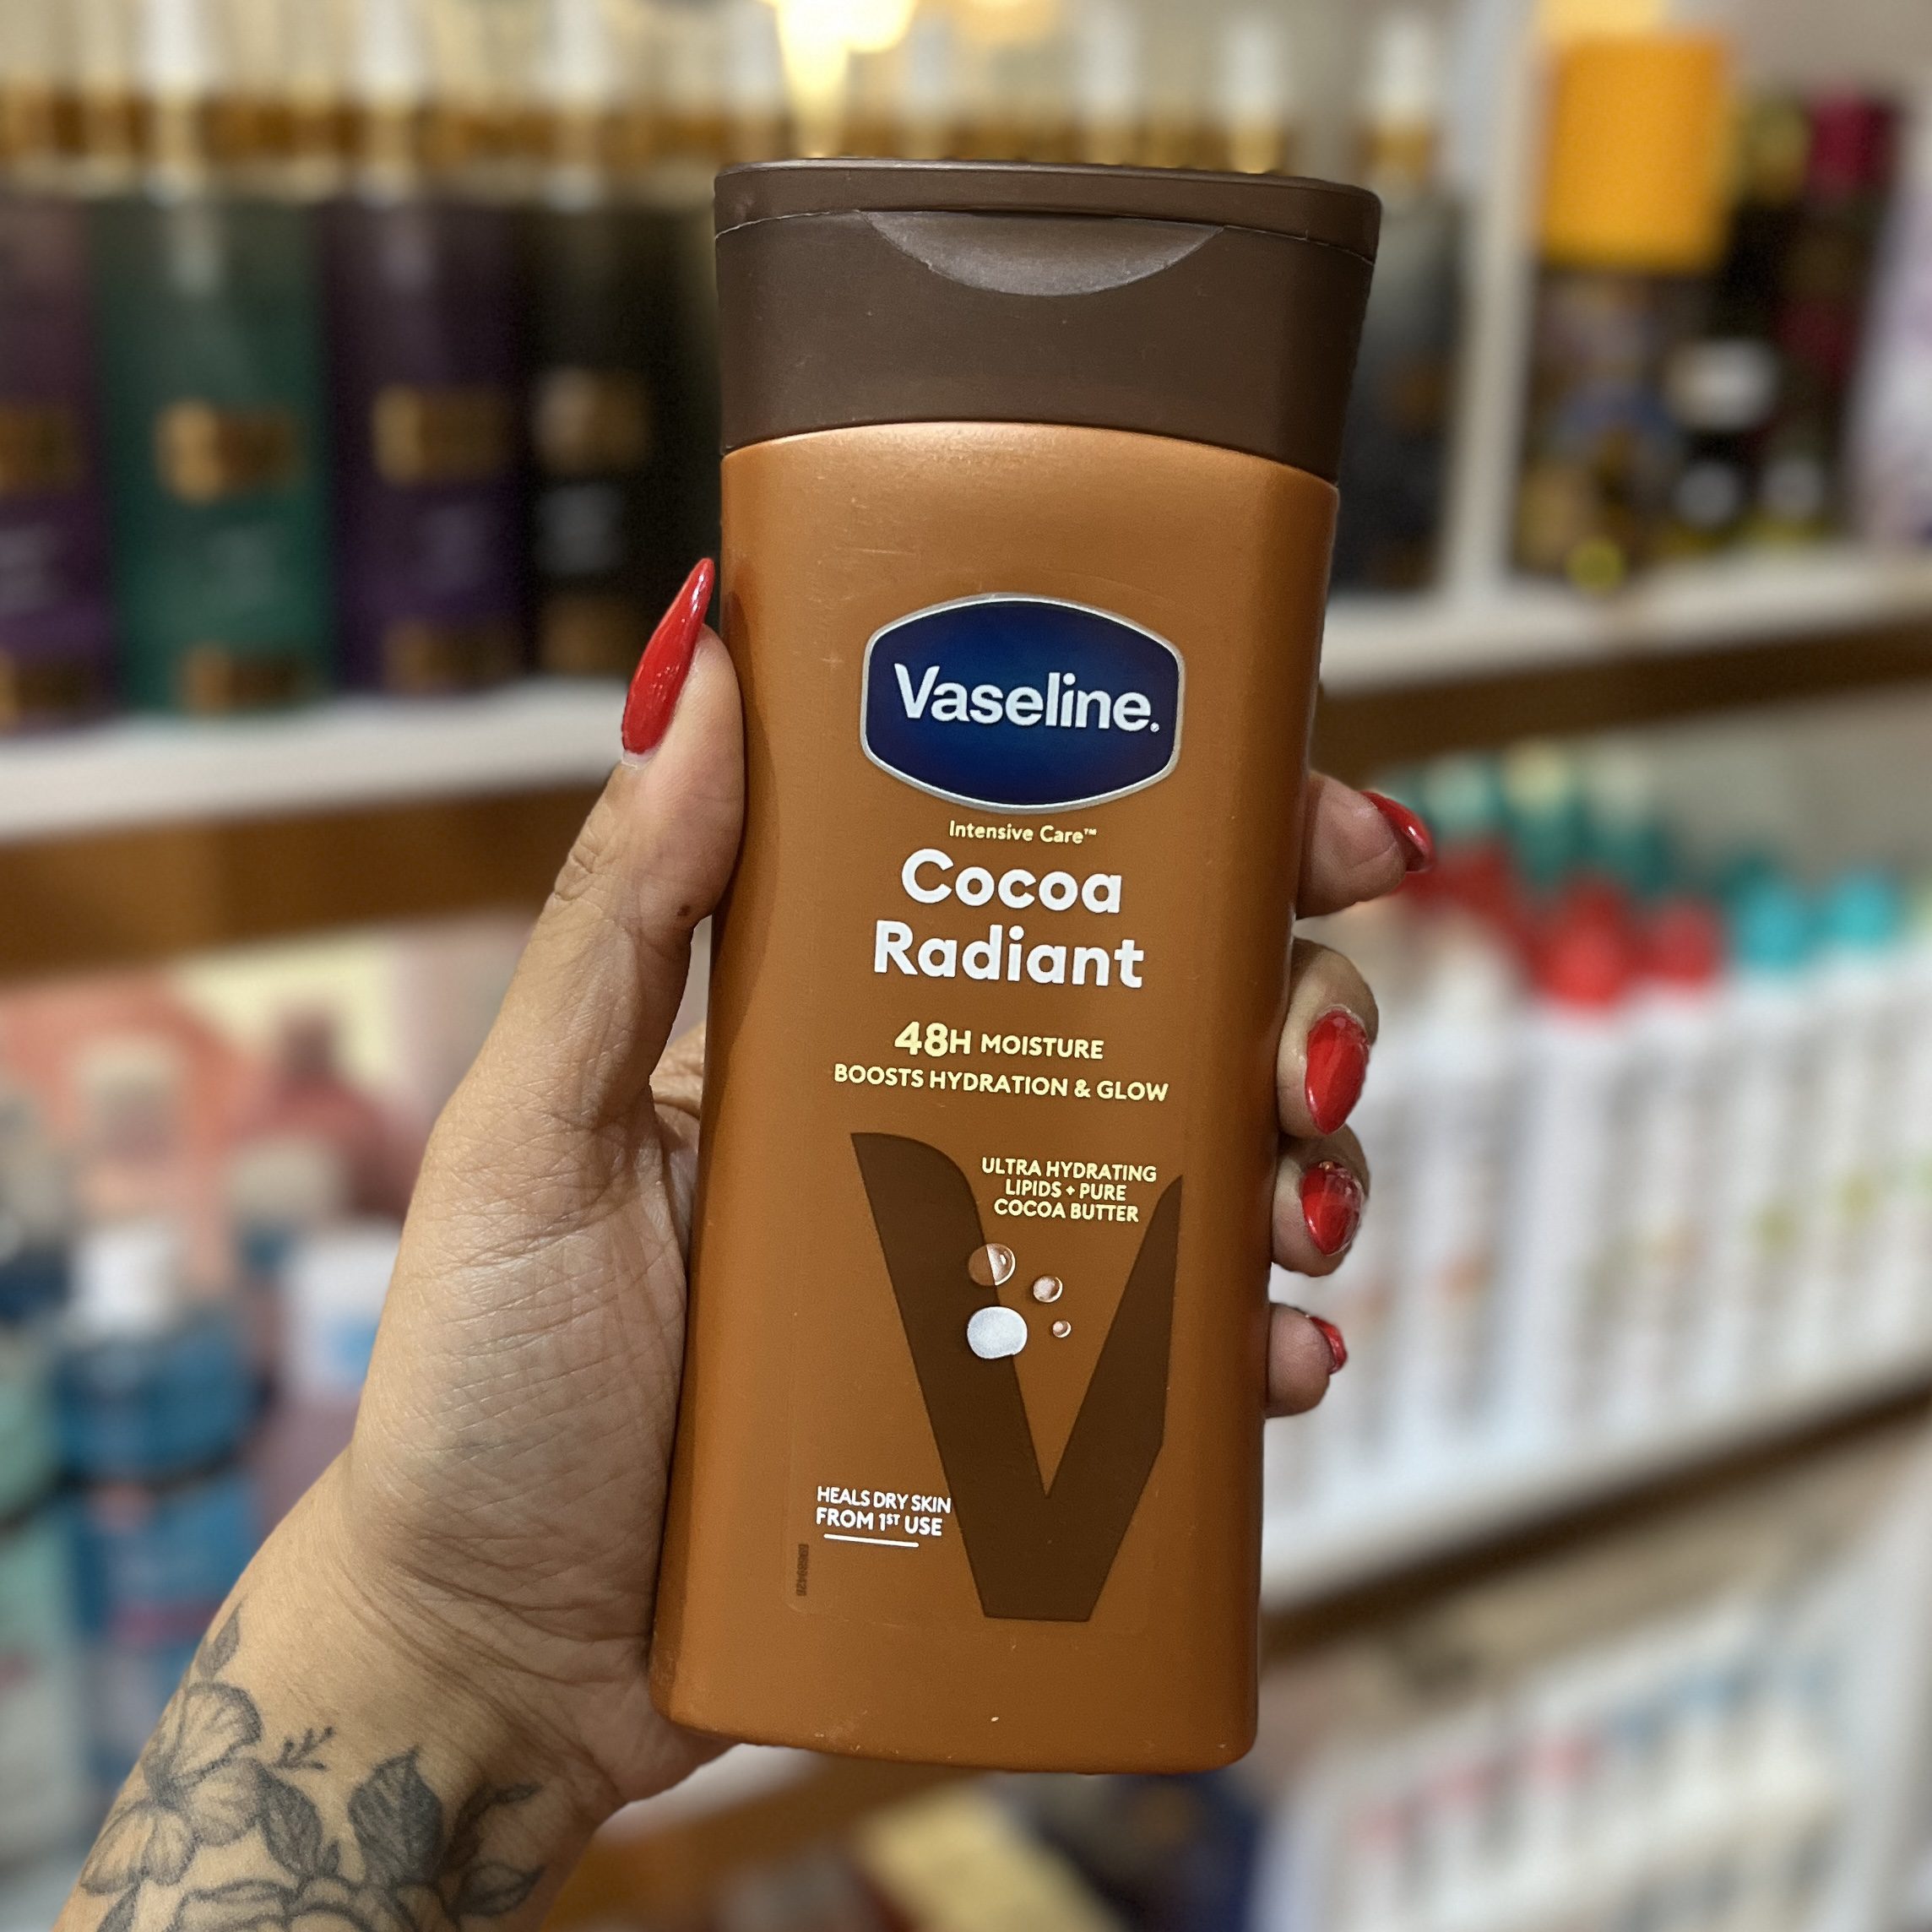 Vaseline.
Intensive Care™
Cocoa
Radiant
48H MOISTURE
BOOSTS HYDRATION & GLOW
ULTRA HYDRATING
LIPIDS + PURE
COCOA BUTTER
HEALS DRY SKIN
FROM 1ST USE